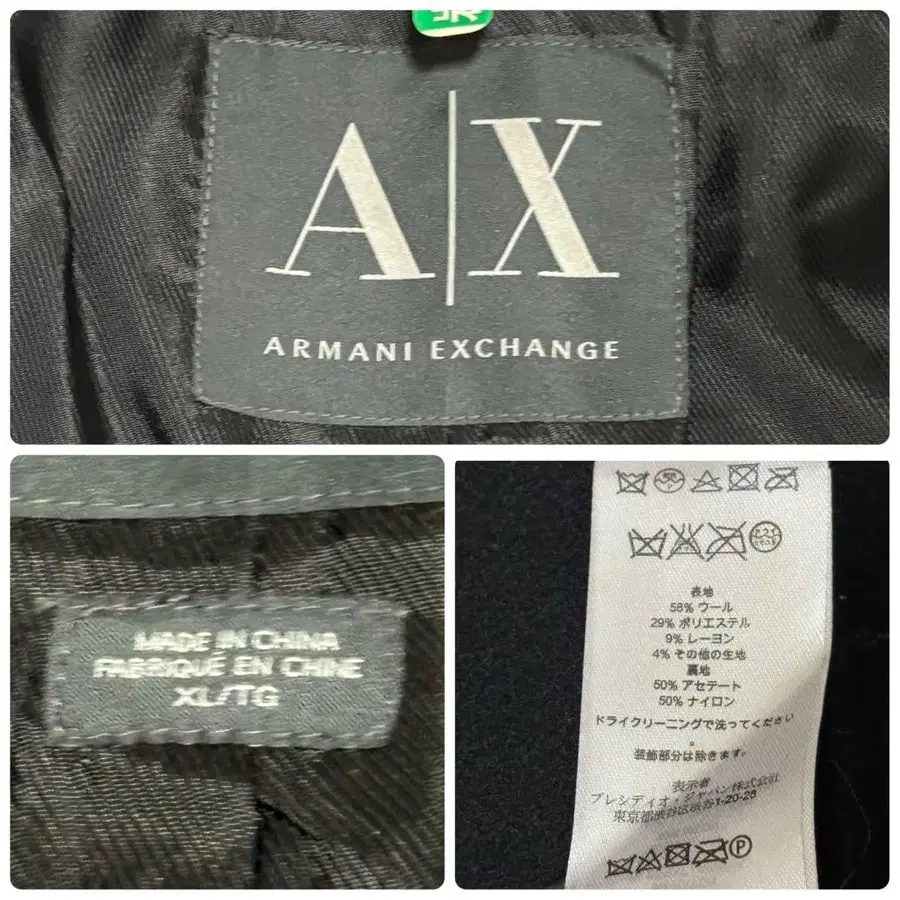 A|X
ARMANI EXCHANGE
MADE IN CHINA
FABRIQUÉ EN CHINE
XL/TG
表地
58% ウール
29% ポリエステル
9% レーヨン
4% その他の生地
裏地
50% アセテート
50% ナイロン
ドライクリーニングで洗ってください
。
装飾部分は除きます。
表示者
プレシディオ・ジャパン株式会社
東京都渋谷区渋谷1-20-28
P